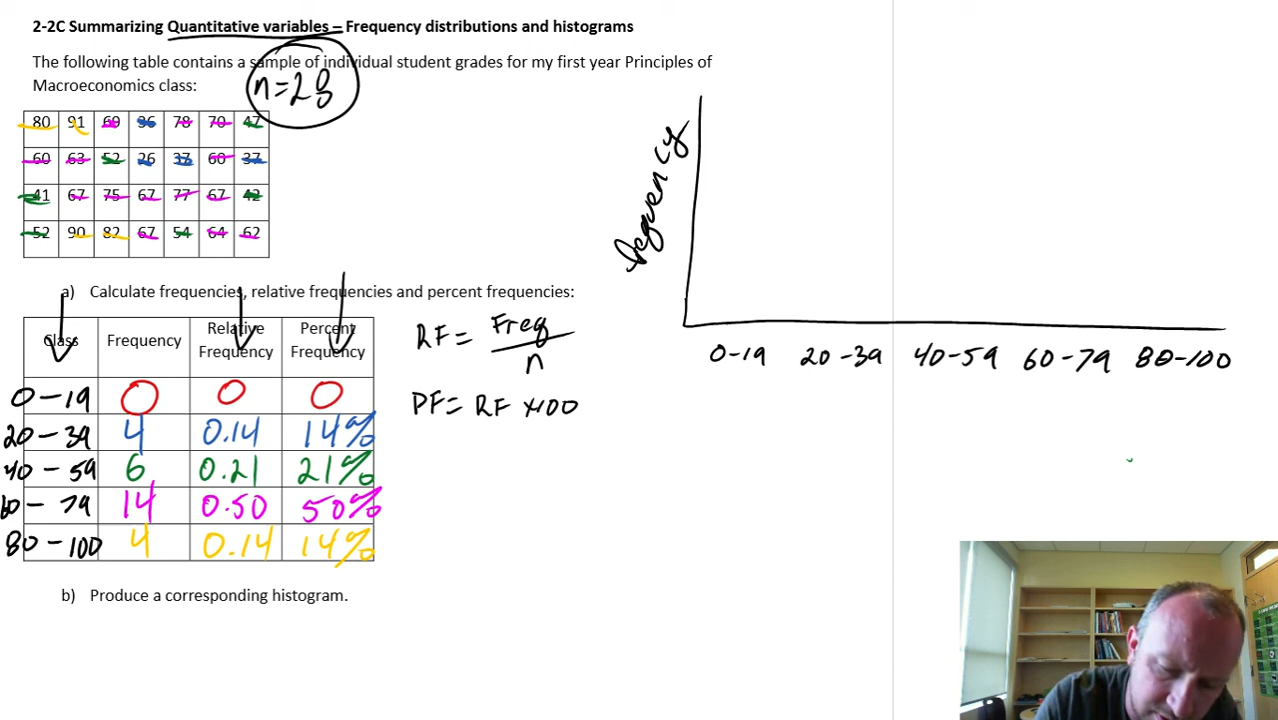 2-2C Summarizing Quantitative variables – Frequency distributions and histograms
The following table contains a sample of individual student grades for my first year Principles of
Macroeconomics class:
n=28
80 91 69 36 78 70 47
60 63 52 26 37 60 37
41 67 75 67 77 67 42
52 90 82 67 54 64 62
a) Calculate frequencies, relative frequencies and percent frequencies:
Class Frequency Relative Frequency Percent Frequency
0-19 0 0 0
20-39 4 0.14 14%
40-59 6 0.21 21%
60-79 14 0.50 50%
80-100 4 0.14 14%
RF= Freq
n
PF= RF x100
b) Produce a corresponding histogram.
frequency
0-19 20-39 40-59 60-79 80-100